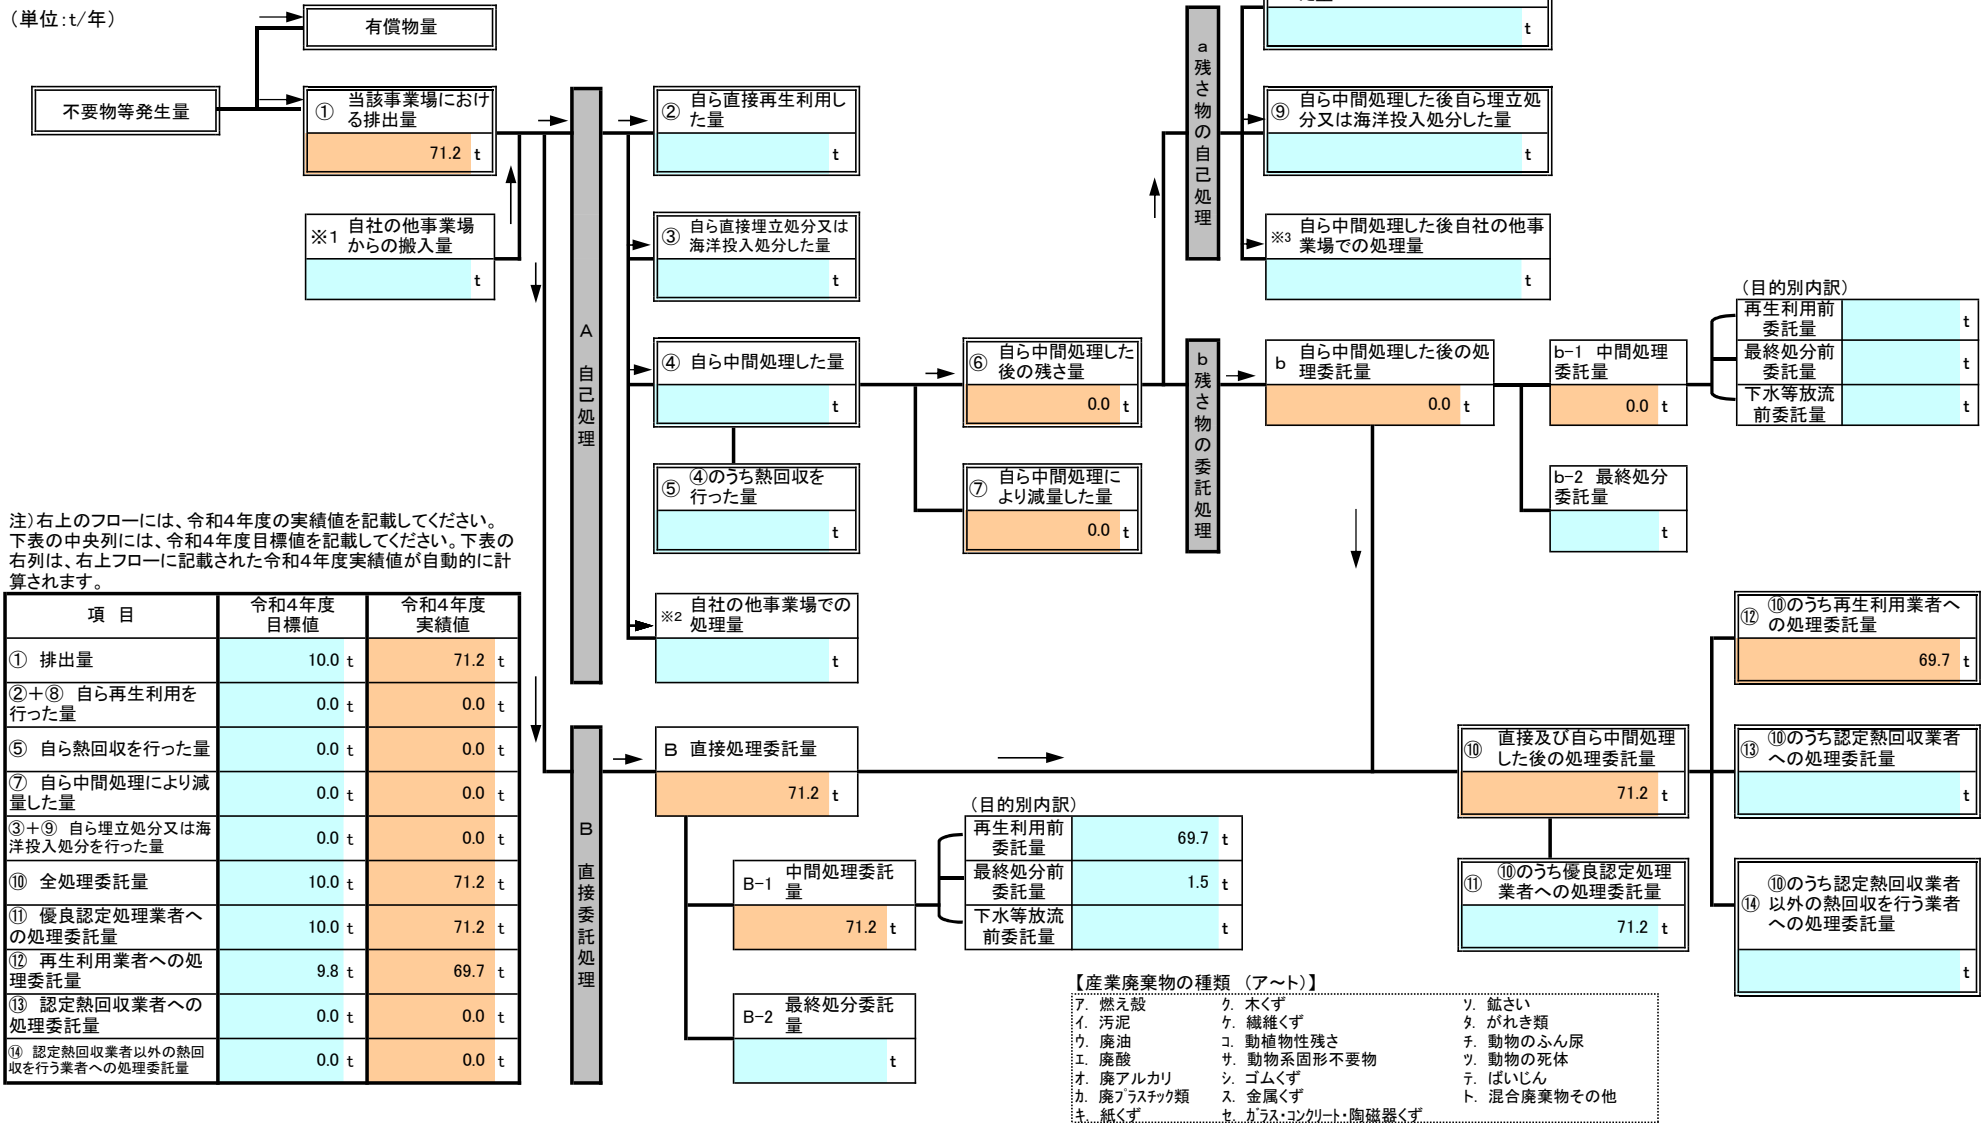 （単位：ｔ/年）
有償物量
不要物等発生量
① 当該事業場におけ
る排出量
71.2 t
※1 自社の他事業場
からの搬入量
t
A 自己処理
② 自ら直接再生利用し
た量
t
③ 自ら直接埋立処分又は
海洋投入処分した量
t
④ 自ら中間処理した量
t
⑤ ④のうち熱回収を
行った量
t
※2 自社の他事業場での
処理量
t
⑥ 自ら中間処理した
後の残さ量
0.0 t
⑦ 自ら中間処理に
より減量した量
0.0 t
a 残さ物の自己処理
t
⑨ 自ら中間処理した後自ら埋立処
分又は海洋投入処分した量
t
※3 自ら中間処理した後自社の他事
業場での処理量
t
b 残さ物の委託処理
b 自ら中間処理した後の処
理委託量
0.0 t
b-1 中間処理
委託量
0.0 t
b-2 最終処分
委託量
t
（目的別内訳）
再生利用前
委託量
t
最終処分前
委託量
t
下水等放流
前委託量
t
注）右上のフローには、令和４年度の実績値を記載してください。
下表の中央列には、令和４年度目標値を記載してください。下表の
右列は、右上フローに記載された令和４年度実績値が自動的に計
算されます。
項 目
令和４年度
目標値
令和４年度
実績値
① 排出量 10.0 t 71.2 t
②＋⑧ 自ら再生利用を
行った量 0.0 t 0.0 t
⑤ 自ら熱回収を行った量 0.0 t 0.0 t
⑦ 自ら中間処理により減
量した量 0.0 t 0.0 t
③＋⑨ 自ら埋立処分又は海
洋投入処分を行った量 0.0 t 0.0 t
⑩ 全処理委託量 10.0 t 71.2 t
⑪ 優良認定処理業者へ
の処理委託量 10.0 t 71.2 t
⑫ 再生利用業者への処
理委託量 9.8 t 69.7 t
⑬ 認定熱回収業者への
処理委託量 0.0 t 0.0 t
⑭ 認定熱回収業者以外の熱回
収を行う業者への処理委託量 0.0 t 0.0 t
B 直接委託処理
B 直接処理委託量
71.2 t
B-1 中間処理委託
量
71.2 t
B-2 最終処分委託
量
t
（目的別内訳）
再生利用前
委託量
69.7 t
最終処分前
委託量
1.5 t
下水等放流
前委託量
t
⑩ 直接及び自ら中間処理
した後の処理委託量
71.2 t
⑪ ⑩のうち優良認定処理
業者への処理委託量
71.2 t
⑫ ⑩のうち再生利用業者へ
の処理委託量
69.7 t
⑬ ⑩のうち認定熱回収業者
への処理委託量
t
⑭ ⑩のうち認定熱回収業者
以外の熱回収を行う業者
への処理委託量
t
【産業廃棄物の種類 （ア～ト）】
ア. 燃え殻 ク. 木くず ソ. 鉱さい
イ. 汚泥 ケ. 繊維くず タ. がれき類
ウ. 廃油 コ. 動植物性残さ チ. 動物のふん尿
エ. 廃酸 サ. 動物系固形不要物 ツ. 動物の死体
オ. 廃アルカリ シ. ゴムくず テ. ばいじん
カ. 廃プラスチック類 ス. 金属くず ト. 混合廃棄物その他
キ. 紙くず セ. ガラス・コンクリート・陶磁器くず